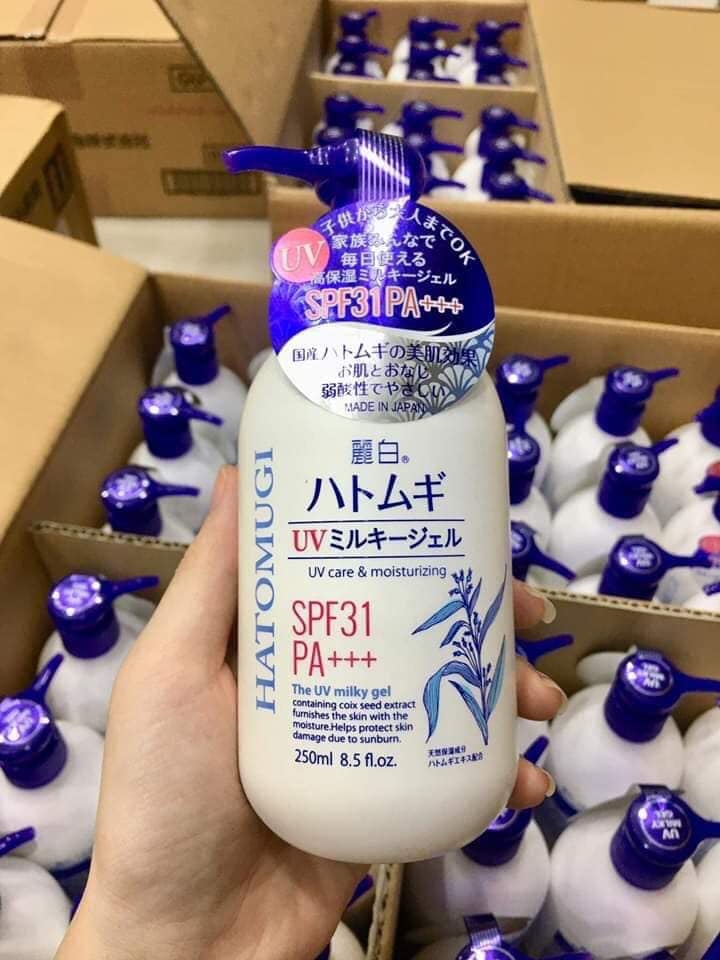 子供から大人までOK
家族みんなで
毎日使える
UV
高保湿ミルキージェル
SPF31 PA+++
国産ハトムギの美肌効果
お肌とおなじ
弱酸性でやさしい
MADE IN JAPAN
麗白®
ハトムギ
UVミルキージェル
UV care & moisturizing
HATOMUGI
SPF31
PA+++
The UV milky gel
containing coix seed extract
furnishes the skin with the
moisture.Helps protect skin
damage due to sunburn.
250ml 8.5 fl.oz.
天然保湿成分
ハトムギエキス配合
UV
MILKY
GEL